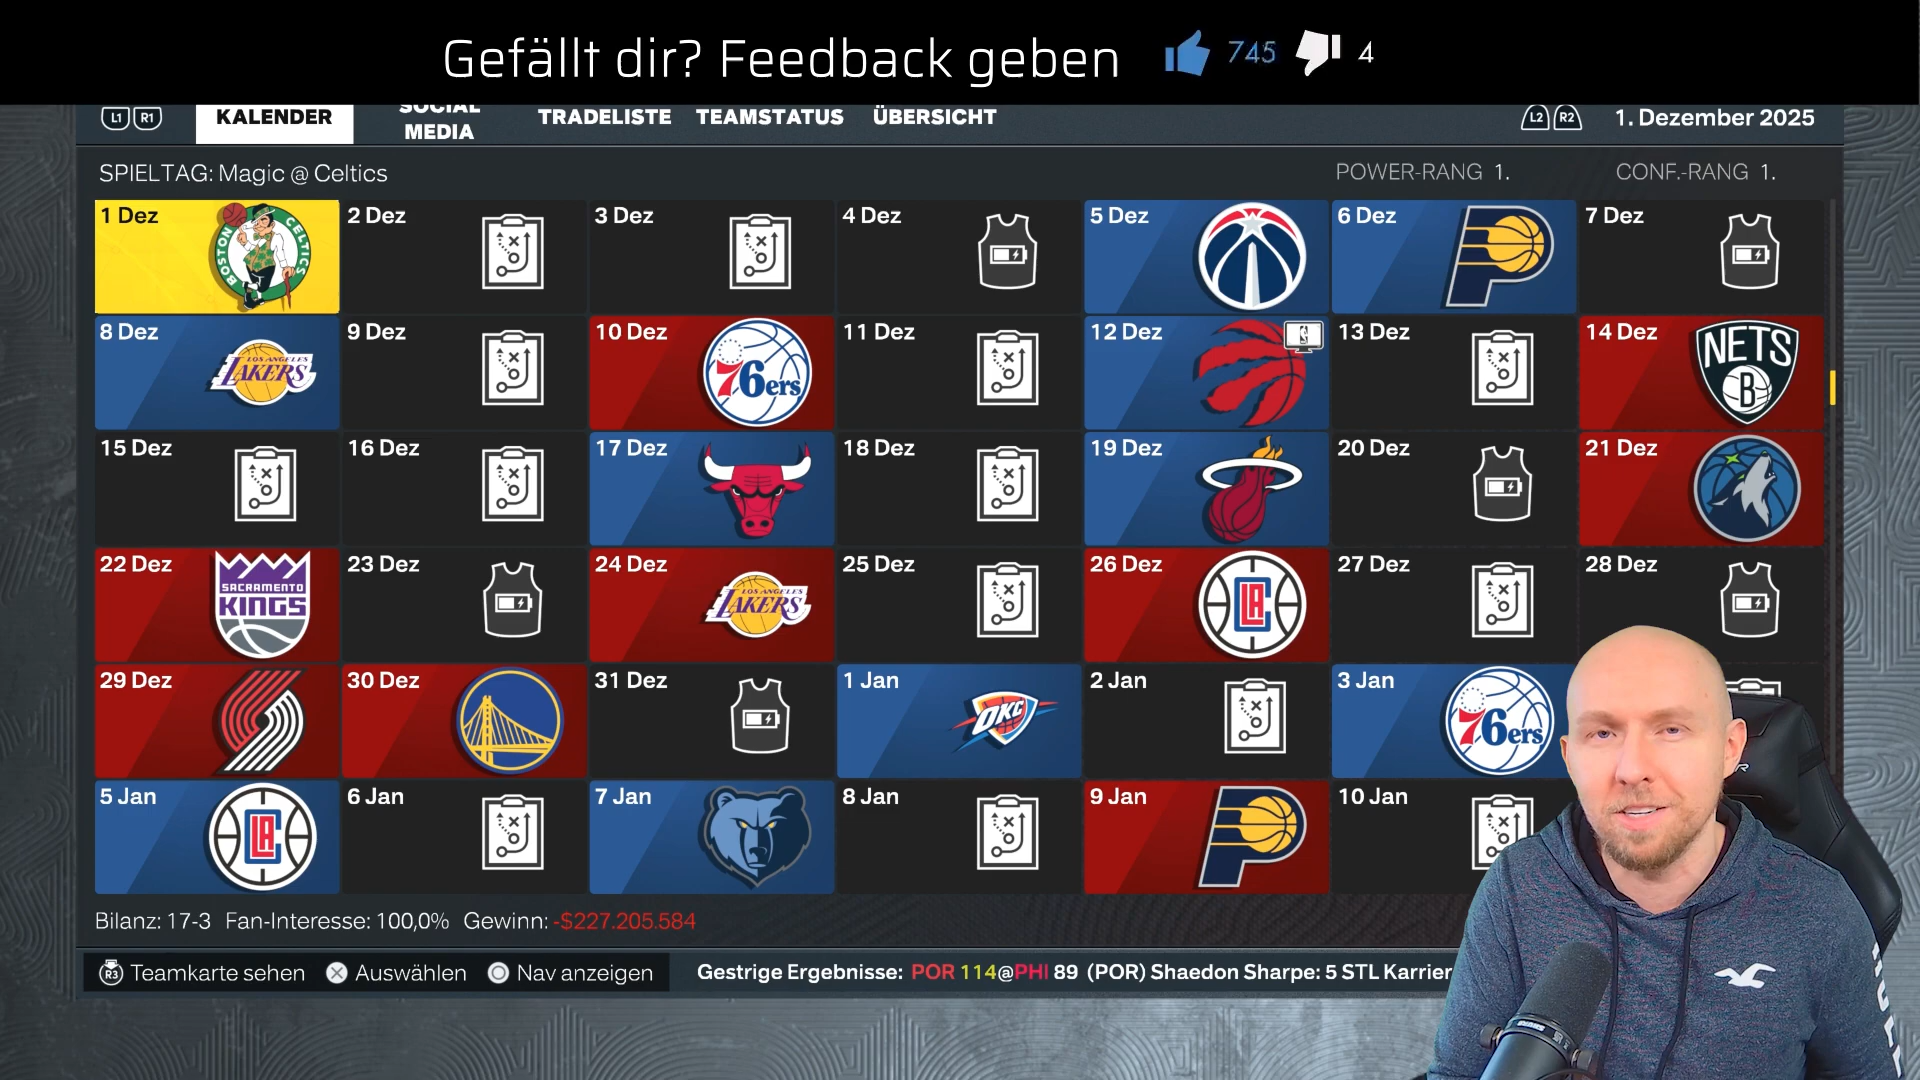 Gefällt dir? Feedback geben 745 4
L1 R1 KALENDER SOCIAL MEDIA TRADELISTE TEAMSTATUS ÜBERSICHT L2 R2 1. Dezember 2025
SPIELTAG: Magic @ Celtics POWER-RANG 1. CONF.-RANG 1.
1 Dez BOSTON CELTICS 2 Dez 3 Dez 4 Dez 5 Dez 6 Dez 7 Dez
8 Dez LOS ANGELES LAKERS 9 Dez 10 Dez 76ers 11 Dez 12 Dez 13 Dez 14 Dez NETS B
15 Dez 16 Dez 17 Dez 18 Dez 19 Dez 20 Dez 21 Dez
22 Dez SACRAMENTO KINGS 23 Dez 24 Dez LOS ANGELES LAKERS 25 Dez 26 Dez LA 27 Dez 28 Dez
29 Dez 30 Dez 31 Dez 1 Jan OKC 2 Jan 3 Jan 76ers
5 Jan LA 6 Jan 7 Jan 8 Jan 9 Jan 10 Jan
Bilanz: 17-3 Fan-Interesse: 100,0% Gewinn: -$227.205.584
R3 Teamkarte sehen Auswählen Nav anzeigen Gestrige Ergebnisse: POR 114@PHI 89 (POR) Shaedon Sharpe: 5 STL Karrier